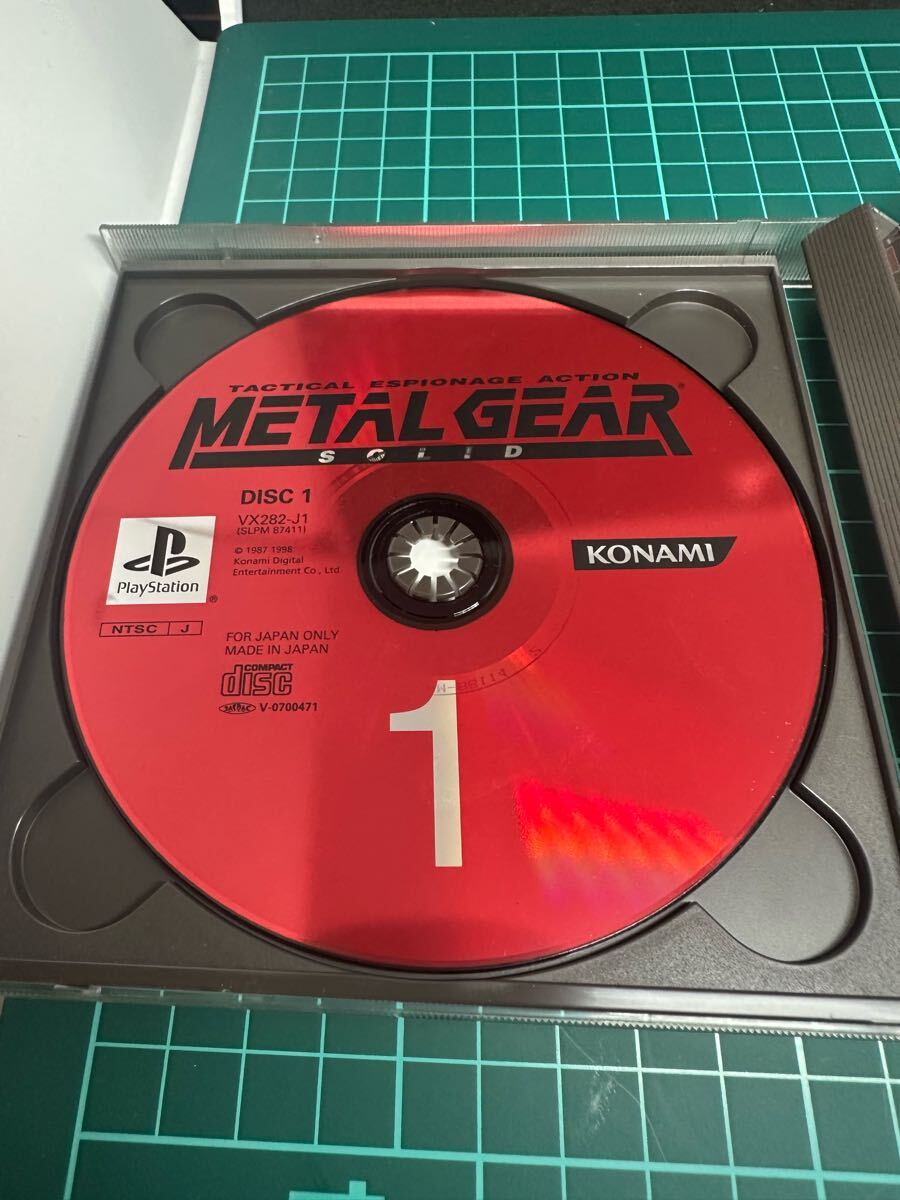 TACTICAL ESPIONAGE ACTION
METAL GEAR®
SOLID
DISC 1
VX282-J1
(SLPM 87411)
© 1987 1998
Konami Digital
Entertainment Co., Ltd
PlayStation®
KONAMI
NTSC J
FOR JAPAN ONLY
MADE IN JAPAN
COMPACT
disc
JASRAC V-0700471
1